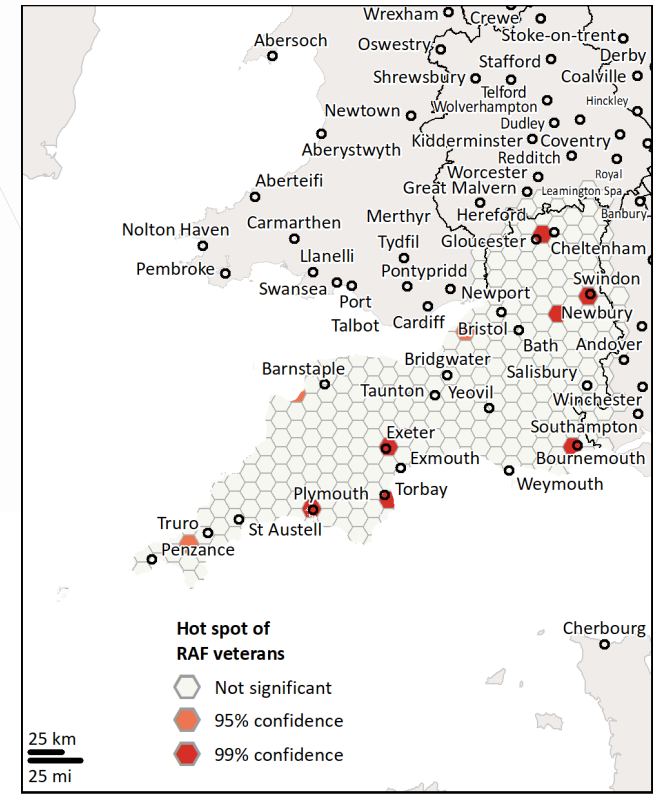 Wrexham
Crewe
Stoke-on-trent
Abersoch
Oswestry
Derby
Stafford
Shrewsbury
Coalville
Telford
Wolverhampton
Hinckley
Newtown
Dudley
Aberystwyth
Kidderminster
Coventry
Redditch
Worcester
Royal
Leamington Spa
Aberteifi
Great Malvern
Banbury
Merthyr
Tydfil
Hereford
Nolton Haven
Carmarthen
Gloucester
Cheltenham
Llanelli
Pembroke
Pontypridd
Swansea
Swindon
Port
Talbot
Newport
Cardiff
Newbury
Bristol
Bath
Andover
Bridgwater
Barnstaple
Salisbury
Taunton
Yeovil
Winchester
Southampton
Exeter
Exmouth
Bournemouth
Weymouth
Plymouth
Torbay
Truro
St Austell
Penzance
Hot spot of
RAF veterans
Not significant
95% confidence
99% confidence
Cherbourg
25 km
25 mi